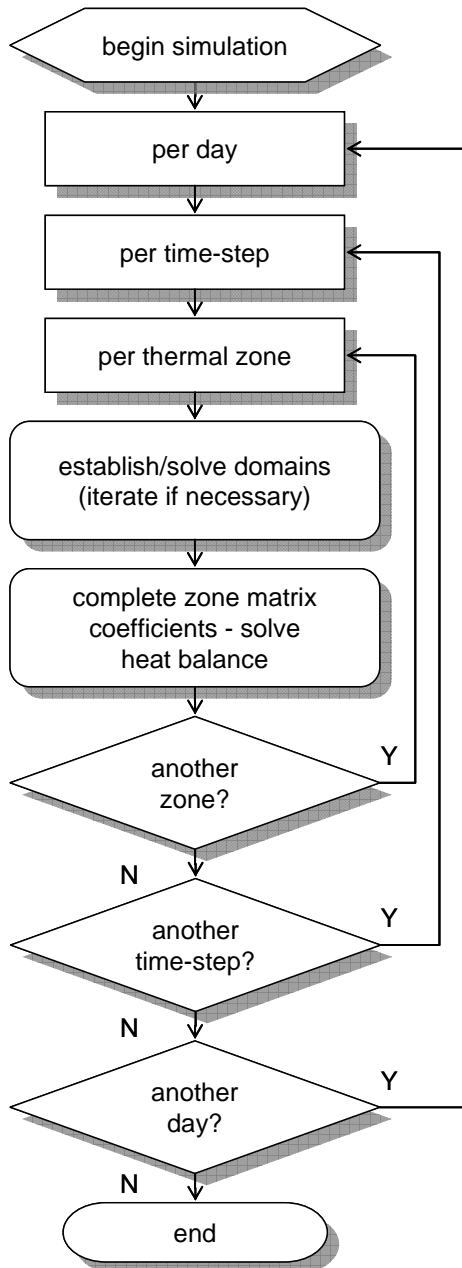 begin simulation
per day
per time-step
per thermal zone
establish/solve domains
(iterate if necessary)
complete zone matrix
coefficients - solve
heat balance
another
zone?
Y
N
another
time-step?
Y
N
another
day?
Y
N
end